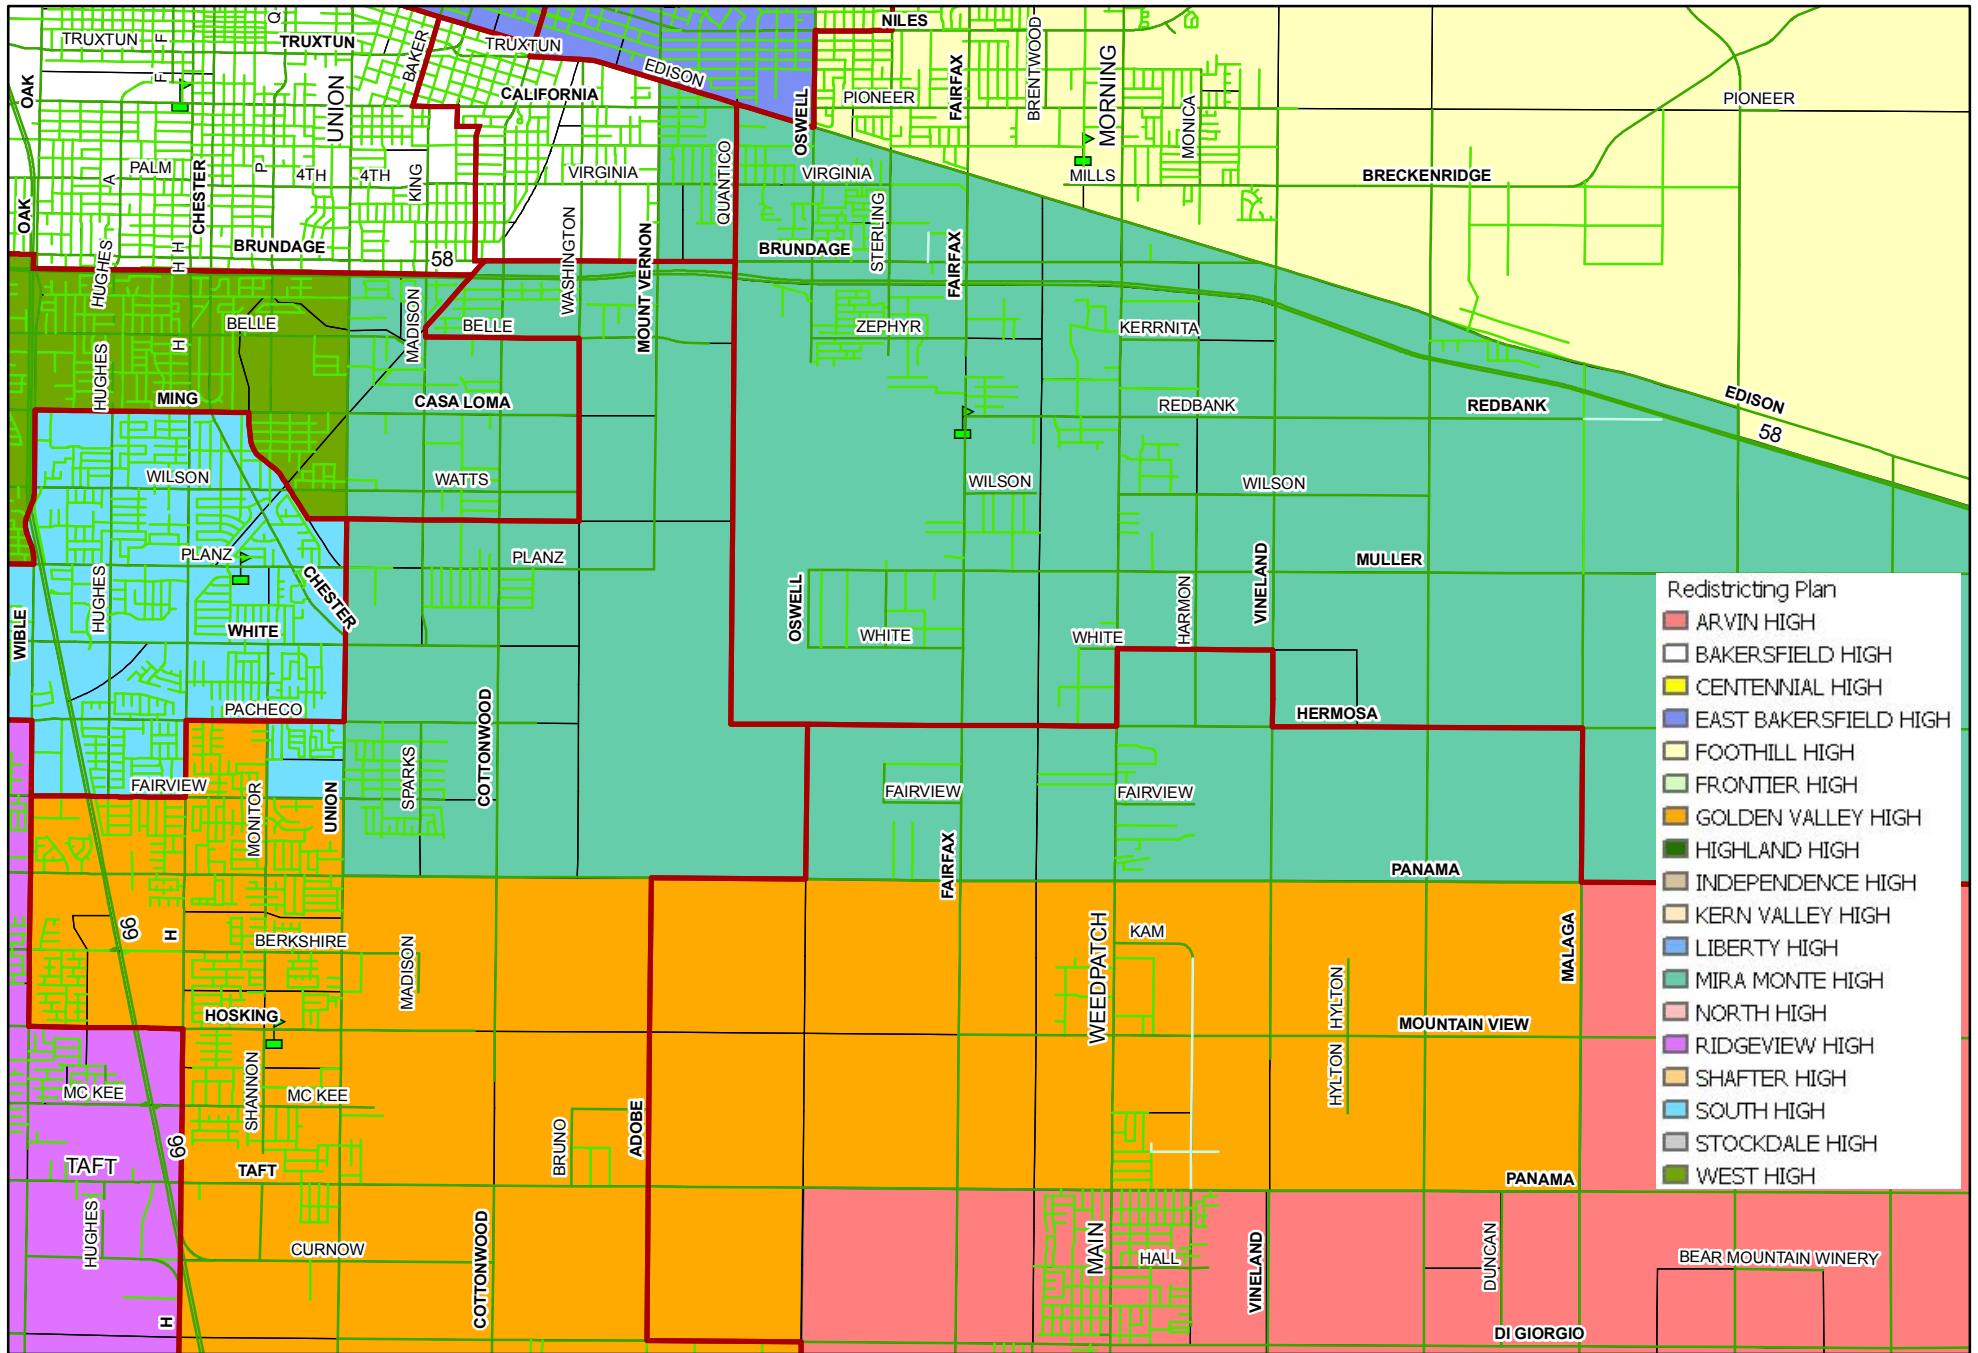 NILES
TRUXTUN
F
Q
TRUXTUN
BAKER
TRUXTUN
BRENTWOOD
MORNING
OAK
F
UNION
EDISON
FAIRFAX
CALIFORNIA
OSWELL
PIONEER
MONICA
PIONEER
PALM
A
CHESTER
P
4TH
4TH
KING
VIRGINIA
QUANTICO
VIRGINIA
MILLS
BRECKENRIDGE
OAK
HUGHES
H
H
BRUNDAGE
58
WASHINGTON
MOUNT VERNON
BRUNDAGE
STERLING
FAIRFAX
BELLE
H
MADISON
BELLE
ZEPHYR
KERRNITA
HUGHES
MING
CASA LOMA
REDBANK
REDBANK
EDISON
58
WILSON
WATTS
WILSON
WILSON
PLANZ
PLANZ
MULLER
HUGHES
CHESTER
OSWELL
HARMON
VINELAND
WIBLE
WHITE
WHITE
WHITE
PACHECO
COTTONWOOD
HERMOSA
FAIRVIEW
MONITOR
UNION
SPARKS
FAIRVIEW
FAIRVIEW
FAIRFAX
PANAMA
99
H
BERKSHIRE
MADISON
WEEDPATCH
KAM
HYLTON
MALAGA
HOSKING
MOUNTAIN VIEW
MC KEE
SHANNON
MC KEE
HYLTON
99
BRUNO
ADOBE
TAFT
TAFT
PANAMA
HUGHES
CURNOW
COTTONWOOD
MAIN
HALL
VINELAND
DUNCAN
BEAR MOUNTAIN WINERY
H
DI GIORGIO
Redistricting Plan
ARVIN HIGH
BAKERSFIELD HIGH
CENTENNIAL HIGH
EAST BAKERSFIELD HIGH
FOOTHILL HIGH
FRONTIER HIGH
GOLDEN VALLEY HIGH
HIGHLAND HIGH
INDEPENDENCE HIGH
KERN VALLEY HIGH
LIBERTY HIGH
MIRA MONTE HIGH
NORTH HIGH
RIDGEVIEW HIGH
SHAFTER HIGH
SOUTH HIGH
STOCKDALE HIGH
WEST HIGH